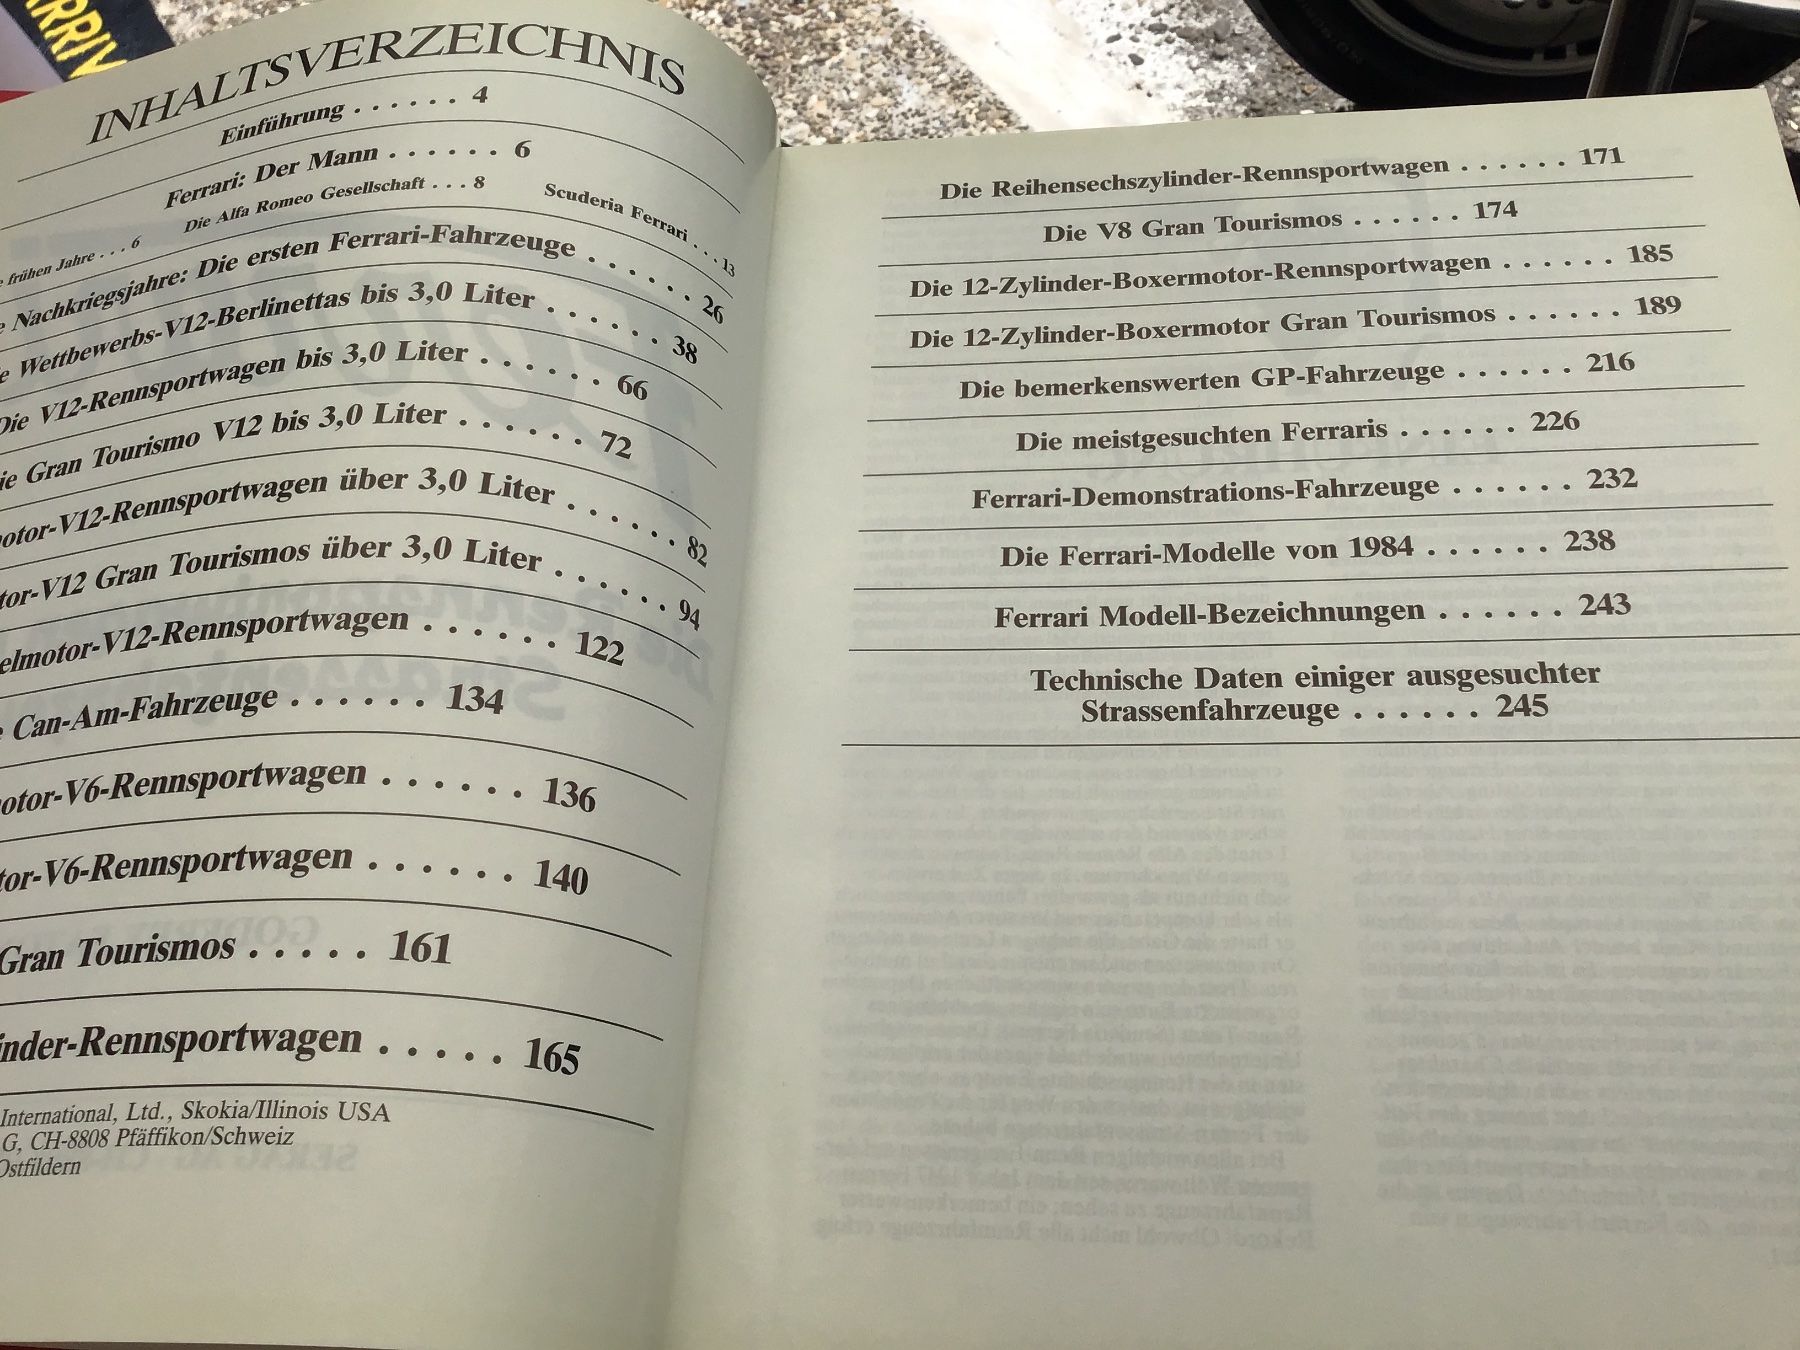 ARRIV
INHALTSVERZEICHNIS
Einführung . . . . . . 4
Ferrari: Der Mann . . . . . . 6
frühen Jahre . . . 6 Die Alfa Romeo Gesellschaft . . . 8 Scuderia Ferrari . . . 13
Nachkriegsjahre: Die ersten Ferrari-Fahrzeuge . . . . . . 26
Wettbewerbs-V12-Berlinettas bis 3,0 Liter . . . . . . 38
Die V12-Rennsportwagen bis 3,0 Liter . . . . . . 66
ie Gran Tourismo V12 bis 3,0 Liter . . . . . . 72
otor-V12-Rennsportwagen über 3,0 Liter . . . . . . 82
tor-V12 Gran Tourismos über 3,0 Liter . . . . . . 94
elmotor-V12-Rennsportwagen . . . . . . 122
e Can-Am-Fahrzeuge . . . . . . 134
otor-V6-Rennsportwagen . . . . . . 136
tor-V6-Rennsportwagen . . . . . . 140
Gran Tourismos . . . . . 161
inder-Rennsportwagen . . . . . 165
International, Ltd., Skokia/Illinois USA
G, CH-8808 Pfäffikon/Schweiz
Ostfildern
Die Reihensechszylinder-Rennsportwagen . . . . . . 171
Die V8 Gran Tourismos . . . . . . 174
Die 12-Zylinder-Boxermotor-Rennsportwagen . . . . . . 185
Die 12-Zylinder-Boxermotor Gran Tourismos . . . . . . 189
Die bemerkenswerten GP-Fahrzeuge . . . . . . 216
Die meistgesuchten Ferraris . . . . . . 226
Ferrari-Demonstrations-Fahrzeuge . . . . . . 232
Die Ferrari-Modelle von 1984 . . . . . . 238
Ferrari Modell-Bezeichnungen . . . . . . 243
Technische Daten einiger ausgesuchter
Strassenfahrzeuge . . . . . . 245